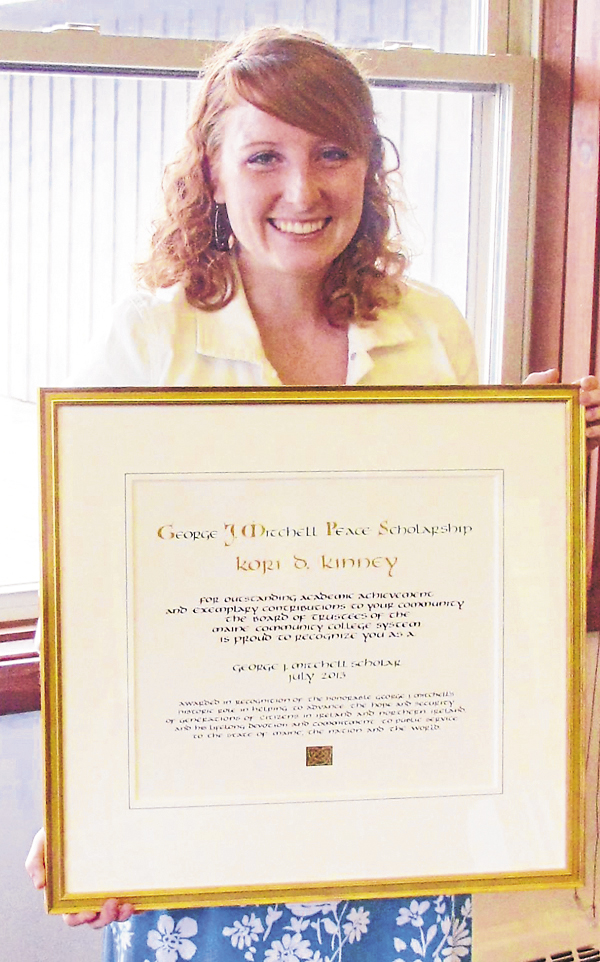 George J. Mitchell Peace Scholarship
Kori D. Kinney
for outstanding academic achievement
and exemplary contributions to your community
the Board of Trustees of the
Maine Community College System
is proud to recognize you as a
George J. Mitchell Scholar
July 2013
Awarded in recognition of the Honorable George J. Mitchell's
historic role in helping to advance the hope and security
of generations of citizens in Ireland and Northern Ireland
and his lifelong devotion and commitment to public service
to the State of Maine, the nation and the world.